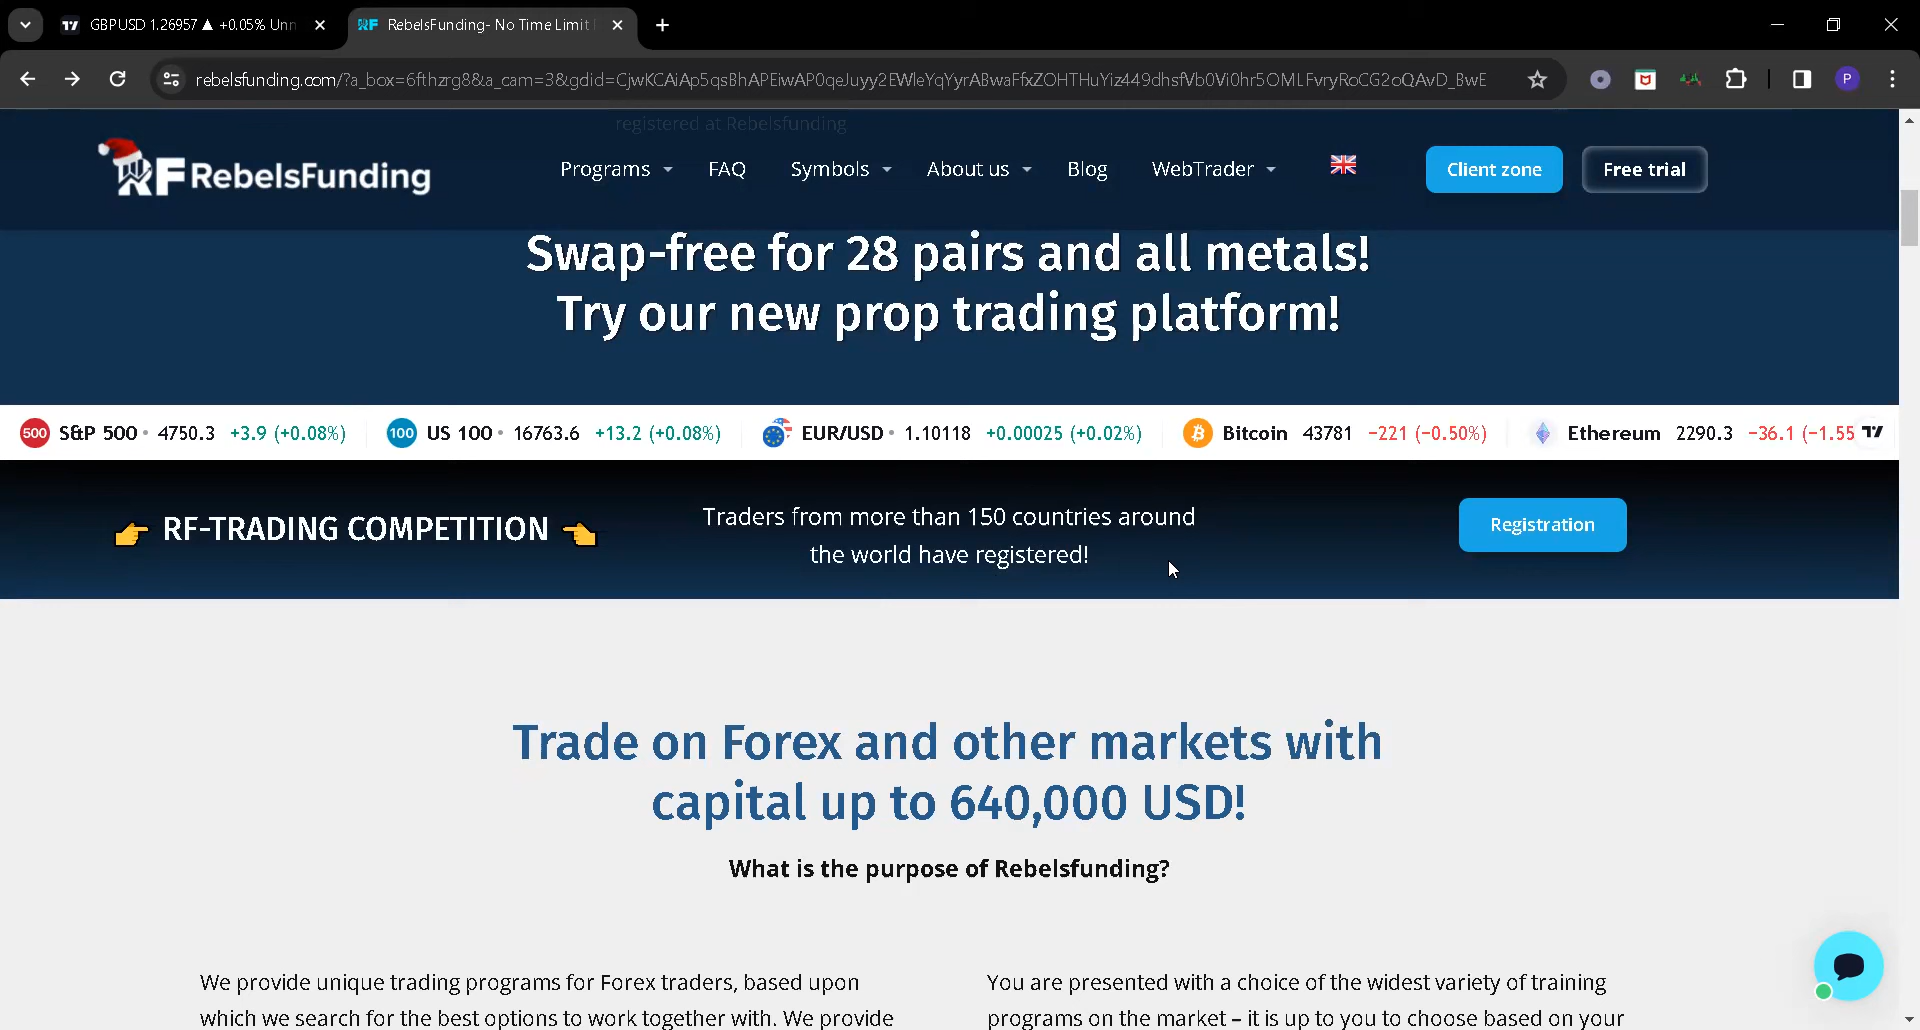 GBPUSD 1.26957 ▲ +0.05% Unn
RebelsFunding- No Time Limit
rebelsfunding.com/?a_box=6fthzrg8&a_cam=3&gdid=CjwKCAiAp5qsBhAPEiwAP0qeJuyy2EWleYqYyrABwaFfxZOHTHuYiz449dhsfVb0Vi0hr5OMLFvryRoCG2oQAvD_BwE
P
registered at Rebelsfunding
RF RebelsFunding
Programs
FAQ
Symbols
About us
Blog
WebTrader
Client zone
Free trial
Swap-free for 28 pairs and all metals!
Try our new prop trading platform!
500 S&P 500 • 4750.3 +3.9 (+0.08%)
100 US 100 • 16763.6 +13.2 (+0.08%)
EUR/USD • 1.10118 +0.00025 (+0.02%)
Bitcoin 43781 −221 (−0.50%)
Ethereum 2290.3 −36.1 (−1.55
👉 RF-TRADING COMPETITION 👈
Traders from more than 150 countries around
the world have registered!
Registration
Trade on Forex and other markets with
capital up to 640,000 USD!
What is the purpose of Rebelsfunding?
We provide unique trading programs for Forex traders, based upon
which we search for the best options to work together with. We provide
You are presented with a choice of the widest variety of training
programs on the market – it is up to you to choose based on your